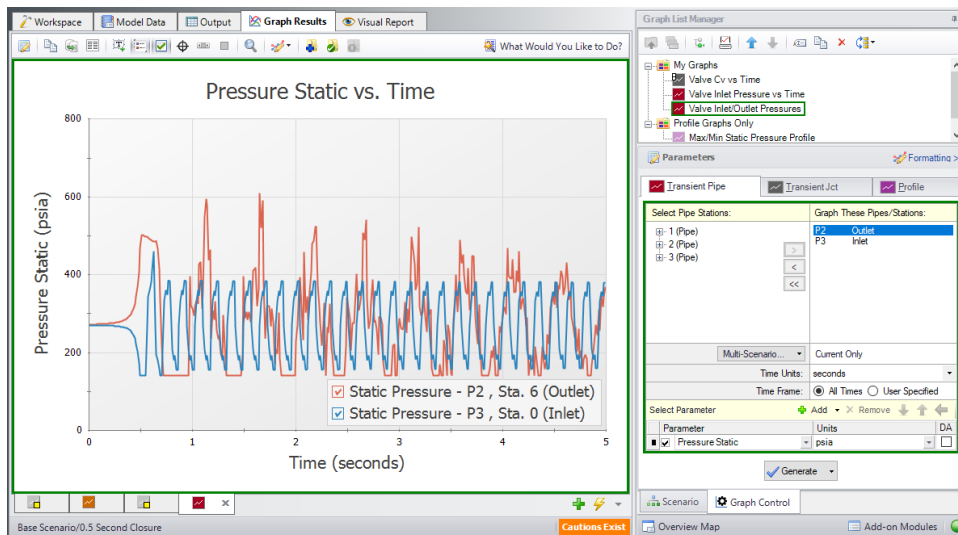 Workspace Model Data Output Graph Results Visual Report
What Would You Like to Do?
Pressure Static vs. Time
Pressure Static (psia)
800
600
400
200
0
0 1 2 3 4 5
Static Pressure - P2 , Sta. 6 (Outlet)
Static Pressure - P3 , Sta. 0 (Inlet)
Time (seconds)
Base Scenario/0.5 Second Closure
Cautions Exist
Graph List Manager
My Graphs
Valve Cv vs Time
Valve Inlet Pressure vs Time
Valve Inlet/Outlet Pressures
Profile Graphs Only
Max/Min Static Pressure Profile
Parameters Formatting >
Transient Pipe Transient Jct Profile
Select Pipe Stations: Graph These Pipes/Stations:
1 (Pipe)
2 (Pipe)
3 (Pipe)
P2 Outlet
P3 Inlet
>
<
<<
Multi-Scenario... Current Only
Time Units: seconds
Time Frame: All Times User Specified
Select Parameter Add Remove
Parameter Units DA
Pressure Static psia
Generate
Scenario Graph Control
Overview Map Add-on Modules